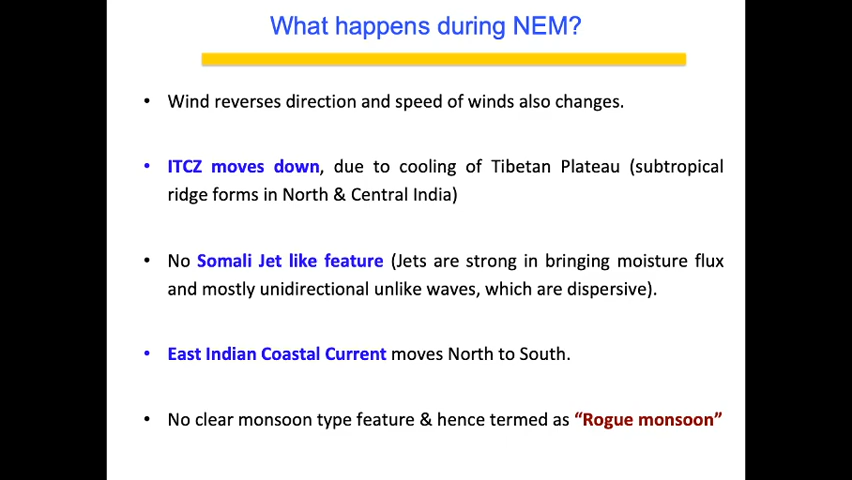 What happens during NEM?
• Wind reverses direction and speed of winds also changes.
• ITCZ moves down, due to cooling of Tibetan Plateau (subtropical
ridge forms in North & Central India)
• No Somali Jet like feature (Jets are strong in bringing moisture flux
and mostly unidirectional unlike waves, which are dispersive).
• East Indian Coastal Current moves North to South.
• No clear monsoon type feature & hence termed as “Rogue monsoon”